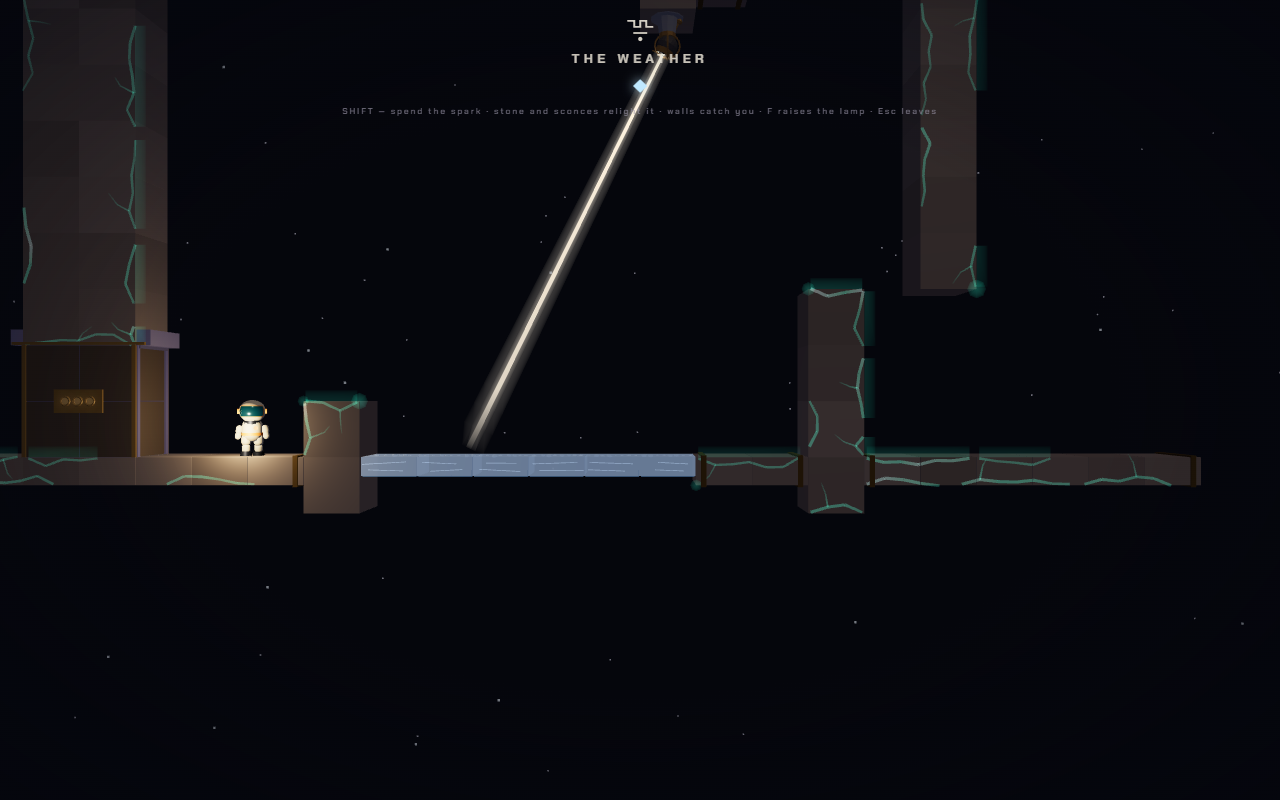 THE WEATHER
SHIFT — spend the spark · stone and sconces relight it · walls catch you · F raises the lamp · Esc leaves